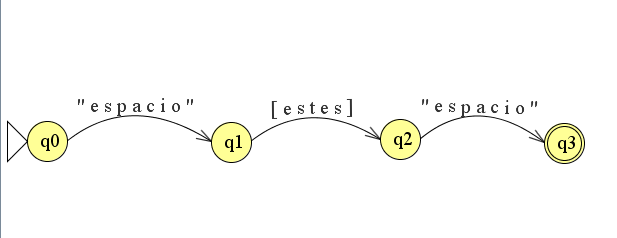 "espacio"
[estes]
"espacio"
q0
q1
q2
q3